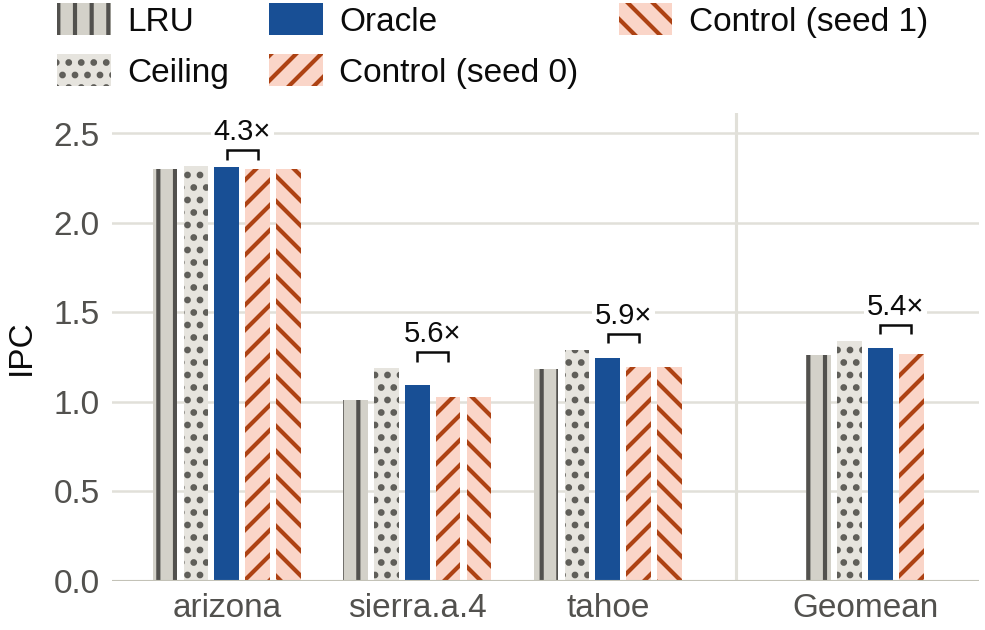 LRU
Oracle
Control (seed 1)
Ceiling
Control (seed 0)
IPC
2.5
2.0
1.5
1.0
0.5
0.0
4.3×
5.6×
5.9×
5.4×
arizona
sierra.a.4
tahoe
Geomean